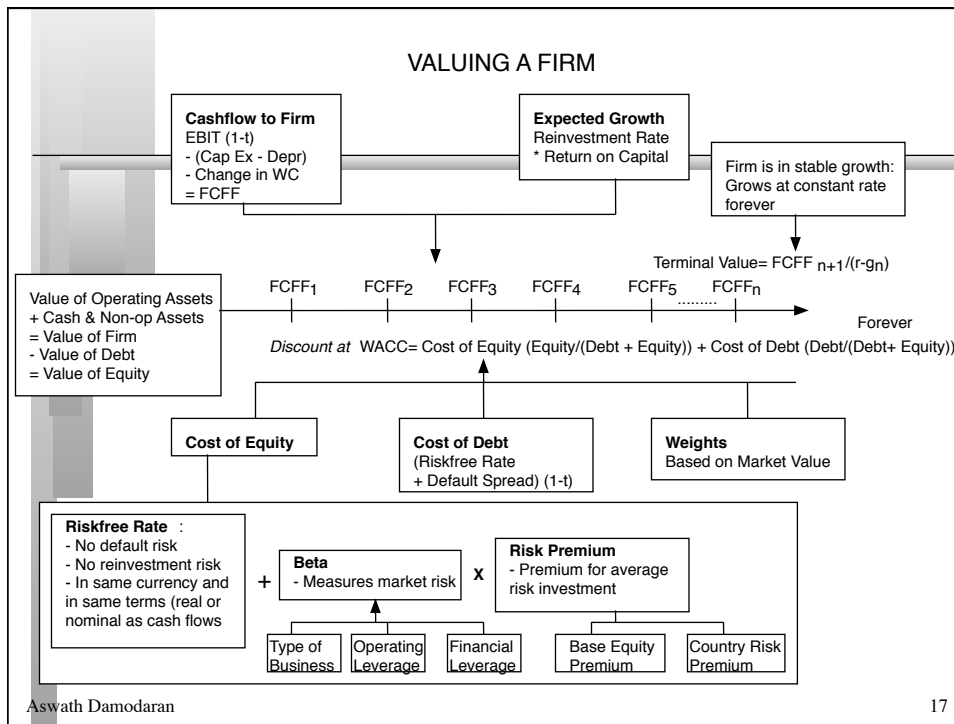 VALUING A FIRM
Cashflow to Firm
EBIT (1-t)
- (Cap Ex - Depr)
- Change in WC
= FCFF
Expected Growth
Reinvestment Rate
* Return on Capital
Firm is in stable growth:
Grows at constant rate
forever
Terminal Value= FCFF n+1/(r-gn)
FCFF1 FCFF2 FCFF3 FCFF4 FCFF5 ......... FCFFn
Forever
Value of Operating Assets
+ Cash & Non-op Assets
= Value of Firm
- Value of Debt
= Value of Equity
Discount at WACC= Cost of Equity (Equity/(Debt + Equity)) + Cost of Debt (Debt/(Debt+ Equity))
Cost of Equity
Cost of Debt
(Riskfree Rate
+ Default Spread) (1-t)
Weights
Based on Market Value
Riskfree Rate :
- No default risk
- No reinvestment risk
- In same currency and
in same terms (real or
nominal as cash flows
+
Beta
- Measures market risk
X
Risk Premium
- Premium for average
risk investment
Type of
Business
Operating
Leverage
Financial
Leverage
Base Equity
Premium
Country Risk
Premium
Aswath Damodaran
17